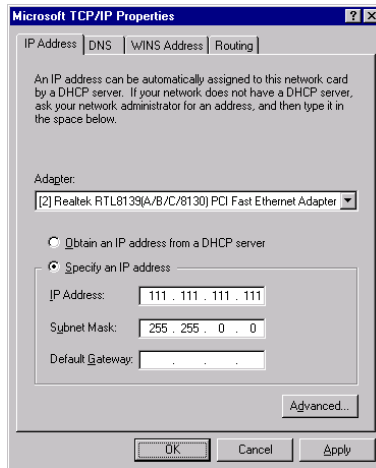 Microsoft TCP/IP Properties
IP Address DNS WINS Address Routing
An IP address can be automatically assigned to this network card
by a DHCP server. If your network does not have a DHCP server,
ask your network administrator for an address, and then type it in
the space below.
Adapter:
[2] Realtek RTL8139(A/B/C/8130) PCI Fast Ethernet Adapter
Obtain an IP address from a DHCP server
Specify an IP address
IP Address: 111 . 111 . 111 . 111
Subnet Mask: 255 . 255 . 0 . 0
Default Gateway: . . .
Advanced...
OK Cancel Apply